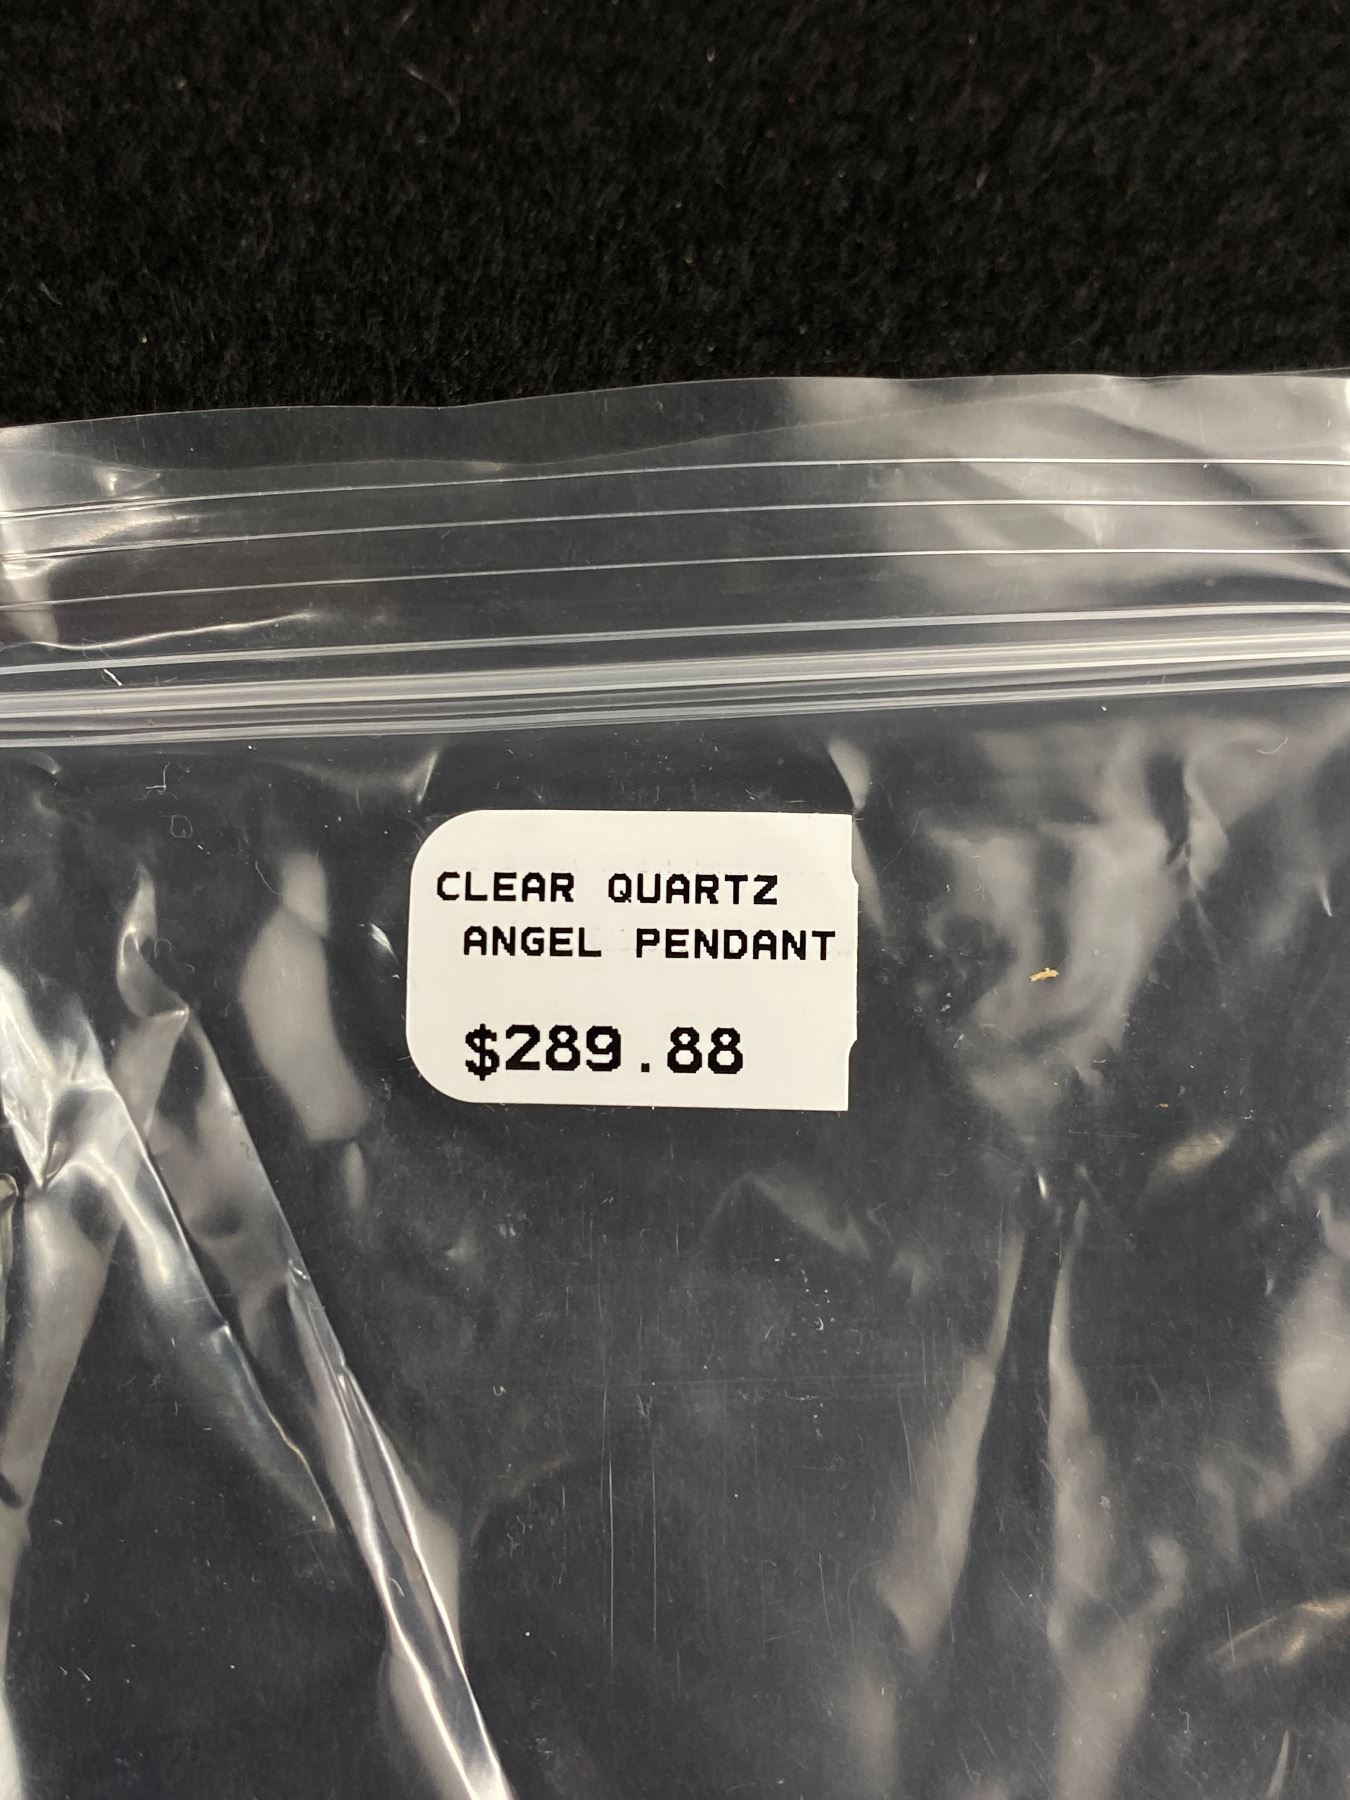 CLEAR QUARTZ
ANGEL PENDANT
$289.88